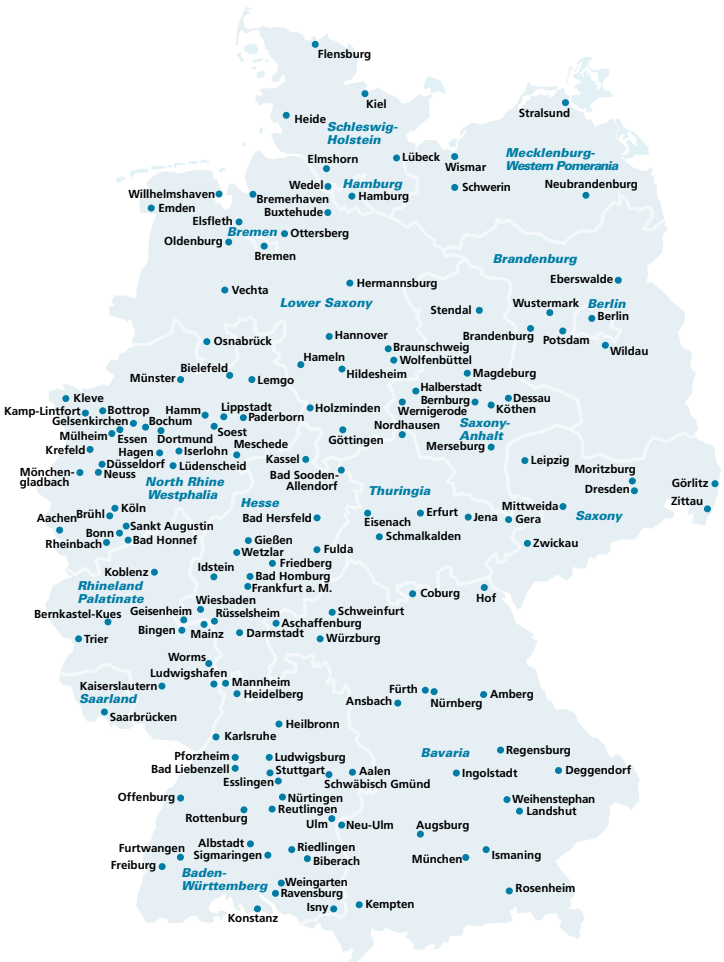 Flensburg
Kiel
Heide
Schleswig-
Holstein
Stralsund
Elmshorn
Lübeck
Wismar
Mecklenburg-
Western Pomerania
Wedel
Hamburg
Hamburg
Schwerin
Neubrandenburg
Willhelmshaven
Bremerhaven
Emden
Buxtehude
Elsfleth
Bremen
Ottersberg
Oldenburg
Bremen
Brandenburg
Eberswalde
Hermannsburg
Vechta
Lower Saxony
Stendal
Wustermark
Berlin
Berlin
Brandenburg
Potsdam
Wildau
Osnabrück
Hannover
Braunschweig
Wolfenbüttel
Hameln
Hildesheim
Bielefeld
Münster
Lemgo
Magdeburg
Halberstadt
Bernburg
Wernigerode
Dessau
Köthen
Kleve
Kamp-Lintfort
Bottrop
Hamm
Lippstadt
Paderborn
Holzminden
Gelsenkirchen
Bochum
Nordhausen
Mülheim
Essen
Dortmund
Soest
Göttingen
Saxony-
Anhalt
Merseburg
Krefeld
Hagen
Iserlohn
Meschede
Kassel
Leipzig
Düsseldorf
Lüdenscheid
Mönchen-
gladbach
Neuss
Bad Sooden-
Allendorf
Moritzburg
Dresden
Görlitz
Zittau
North Rhine
Westphalia
Thuringia
Hesse
Köln
Brühl
Aachen
Sankt Augustin
Bonn
Bad Honnef
Rheinbach
Bad Hersfeld
Eisenach
Erfurt
Jena
Mittweida
Gera
Saxony
Gießen
Wetzlar
Fulda
Schmalkalden
Zwickau
Friedberg
Koblenz
Idstein
Bad Homburg
Frankfurt a. M.
Rhineland
Palatinate
Coburg
Hof
Wiesbaden
Bernkastel-Kues
Geisenheim
Rüsselsheim
Schweinfurt
Aschaffenburg
Bingen
Mainz
Darmstadt
Würzburg
Trier
Worms
Ludwigshafen
Kaiserslautern
Mannheim
Heidelberg
Saarland
Saarbrücken
Fürth
Nürnberg
Ansbach
Amberg
Heilbronn
Karlsruhe
Bavaria
Regensburg
Pforzheim
Ludwigsburg
Bad Liebenzell
Stuttgart
Aalen
Ingolstadt
Deggendorf
Esslingen
Schwäbisch Gmünd
Offenburg
Nürtingen
Reutlingen
Rottenburg
Weihenstephan
Landshut
Ulm
Neu-Ulm
Augsburg
Furtwangen
Albstadt
Riedlingen
Sigmaringen
Biberach
Freiburg
München
Ismaning
Baden-
Württemberg
Weingarten
Ravensburg
Rosenheim
Konstanz
Isny
Kempten